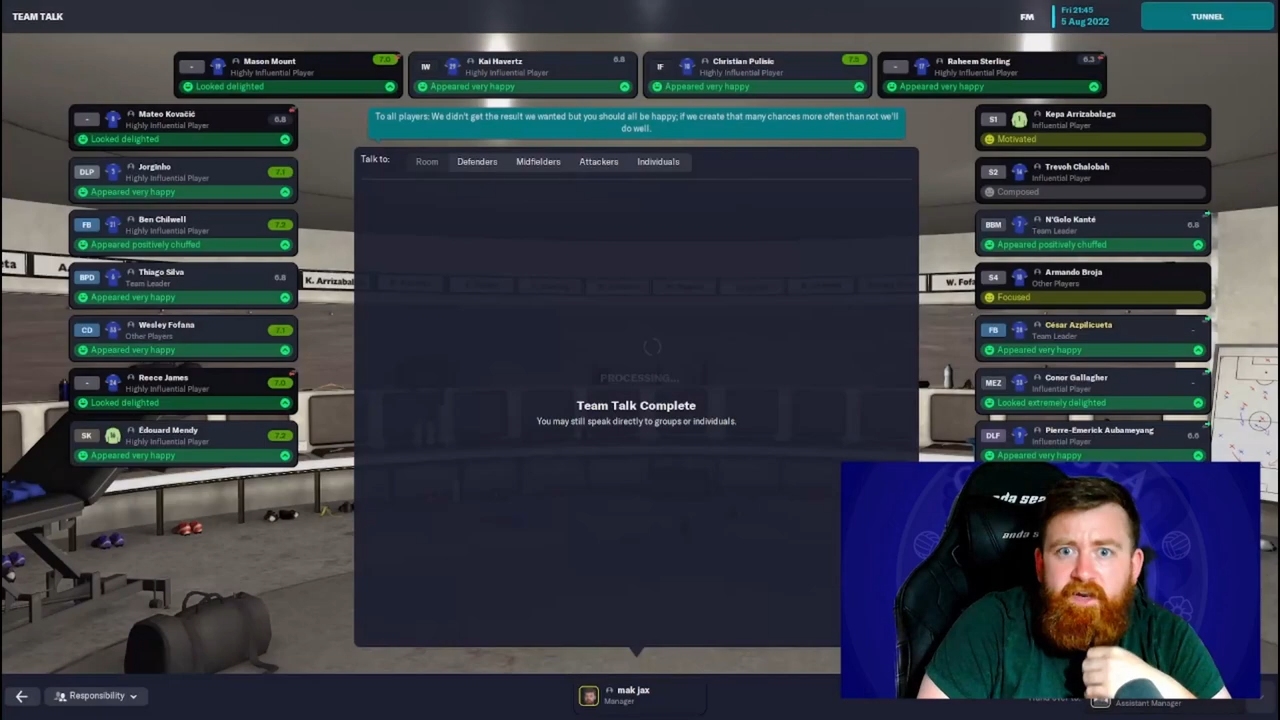 TEAM TALK
FM
Fri 21:45
5 Aug 2022
TUNNEL
- Mason Mount 7.0
Highly Influential Player
Looked delighted
IW Kai Havertz 6.8
Highly Influential Player
Appeared very happy
IF Christian Pulisic 7.5
Highly Influential Player
Appeared very happy
- Raheem Sterling 6.3
Highly Influential Player
Appeared very happy
To all players: We didn't get the result we wanted but you should all be happy; if we create that many chances more often than not we'll
do well.
- Mateo Kovačić 6.8
Highly Influential Player
Looked delighted
DLP Jorginho 7.1
Highly Influential Player
Appeared very happy
FB Ben Chilwell 7.3
Highly Influential Player
Appeared positively chuffed
BPD Thiago Silva 6.8
Team Leader
Appeared very happy
CD Wesley Fofana 7.1
Other Players
Appeared very happy
- Reece James 7.0
Highly Influential Player
Looked delighted
SK Édouard Mendy 7.2
Highly Influential Player
Appeared very happy
Talk to: Room Defenders Midfielders Attackers Individuals
PROCESSING...
Team Talk Complete
You may still speak directly to groups or individuals.
S1 Kepa Arrizabalaga
Influential Player
Motivated
S2 Trevoh Chalobah
Influential Player
Composed
BBM N'Golo Kanté 6.8
Team Leader
Appeared positively chuffed
S4 Armando Broja
Other Players
Focused
FB César Azpilicueta -
Team Leader
Appeared very happy
MEZ Conor Gallagher -
Influential Player
Looked extremely delighted
DLF Pierre-Emerick Aubameyang 6.6
Influential Player
Appeared very happy
K. Arrizabal
W. Fofa
anda sea
anda s
Responsibility
mak jax
Manager
Assistant Manager